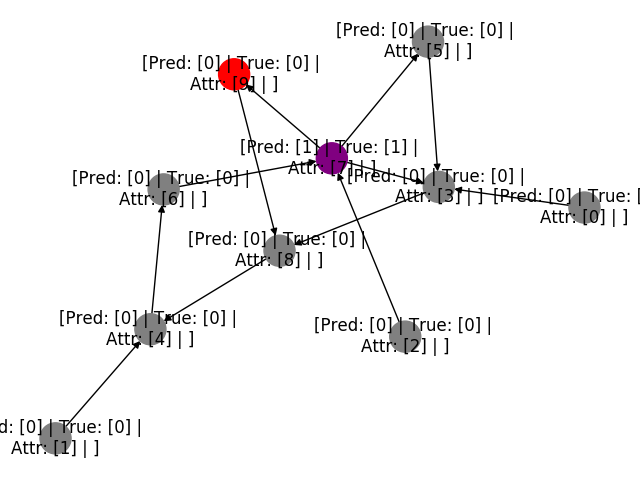 [Pred: [0] | True: [0] |
Attr: [5] | ]
[Pred: [0] | True: [0] |
Attr: [9] | ]
[Pred: [1] | True: [1] |
Attr: [7] | ]
[Pred: [0] | True: [0] |
Attr: [3] | ]
[Pred: [0] | True: [0] |
Attr: [6] | ]
[Pred: [0] | True: [
Attr: [0] | ]
[Pred: [0] | True: [0] |
Attr: [8] | ]
[Pred: [0] | True: [0] |
Attr: [4] | ]
[Pred: [0] | True: [0] |
Attr: [2] | ]
d: [0] | True: [0] |
Attr: [1] | ]